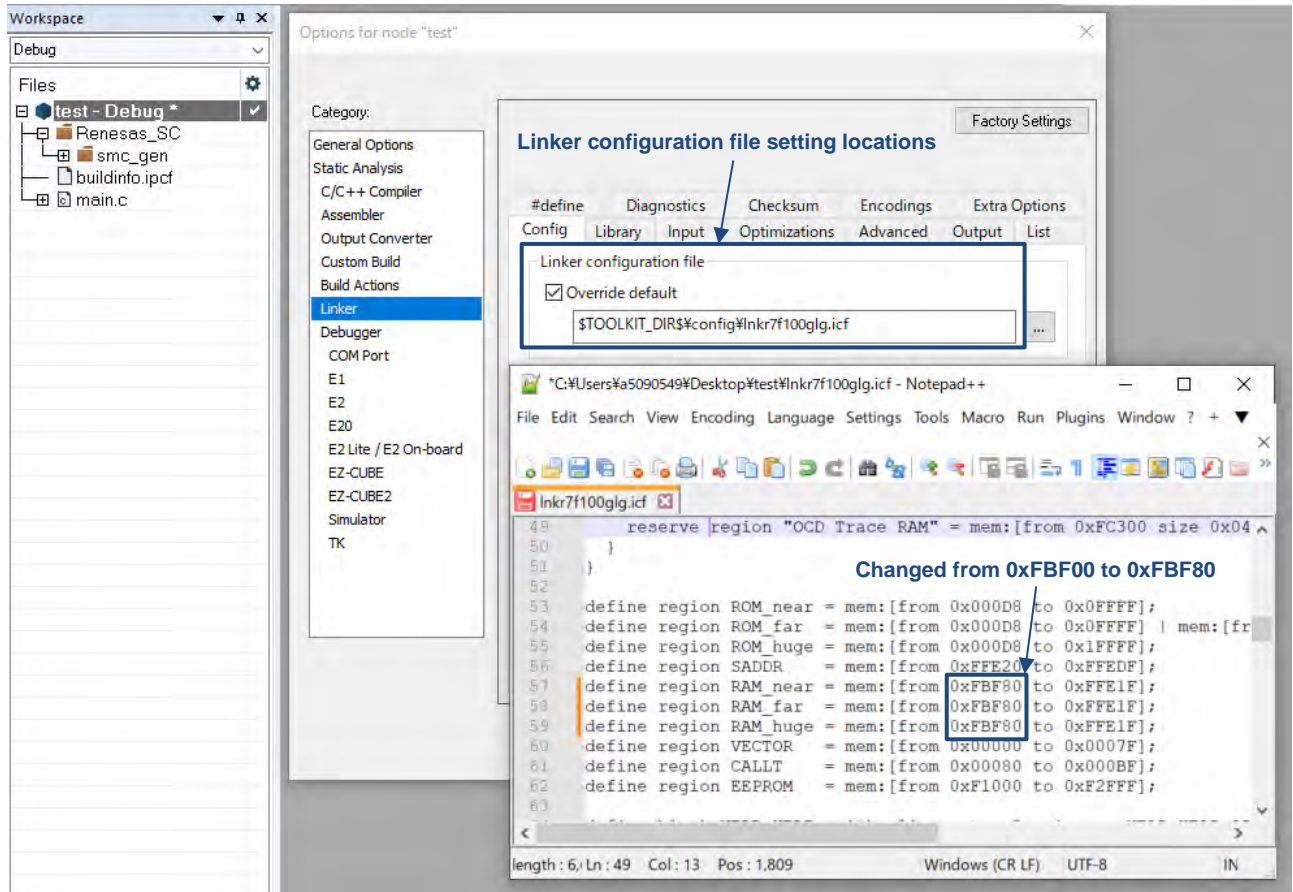 Workspace
Debug
Files
test - Debug *
Renesas_SC
smc_gen
buildinfo.ipcf
main.c
Options for node "test"
Category:
General Options
Static Analysis
C/C++ Compiler
Assembler
Output Converter
Custom Build
Build Actions
Linker
Debugger
COM Port
E1
E2
E20
E2 Lite / E2 On-board
EZ-CUBE
EZ-CUBE2
Simulator
TK
Factory Settings
Linker configuration file setting locations
#define Diagnostics Checksum Encodings Extra Options
Config Library Input Optimizations Advanced Output List
Linker configuration file
Override default
$TOOLKIT_DIR$¥config¥lnkr7f100glg.icf
...
*C:¥Users¥a5090549¥Desktop¥test¥lnkr7f100glg.icf - Notepad++
File Edit Search View Encoding Language Settings Tools Macro Run Plugins Window ? + ▼
lnkr7f100glg.icf
49 reserve region "OCD Trace RAM" = mem:[from 0xFC300 size 0x04
50 }
51 }
Changed from 0xFBF00 to 0xFBF80
52
53 define region ROM_near = mem:[from 0x000D8 to 0x0FFFF];
54 define region ROM_far = mem:[from 0x000D8 to 0x0FFFF] | mem:[fr
55 define region ROM_huge = mem:[from 0x000D8 to 0x1FFFF];
56 define region SADDR = mem:[from 0xFFE20 to 0xFFEDF];
57 define region RAM_near = mem:[from 0xFBF80 to 0xFFE1F];
58 define region RAM_far = mem:[from 0xFBF80 to 0xFFE1F];
59 define region RAM_huge = mem:[from 0xFBF80 to 0xFFE1F];
60 define region VECTOR = mem:[from 0x00000 to 0x0007F];
61 define region CALLT = mem:[from 0x00080 to 0x000BF];
62 define region EEPROM = mem:[from 0xF1000 to 0xF2FFF];
63
length : 6, Ln : 49 Col : 13 Pos : 1,809 Windows (CR LF) UTF-8 IN